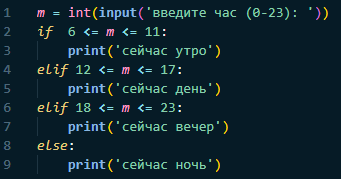 1 m = int(input('введите час (0-23): '))
2 if  6 <= m <= 11:
3     print('сейчас утро')
4 elif 12 <= m <= 17:
5     print('сейчас день')
6 elif 18 <= m <= 23:
7     print('сейчас вечер')
8 else:
9     print('сейчас ночь')